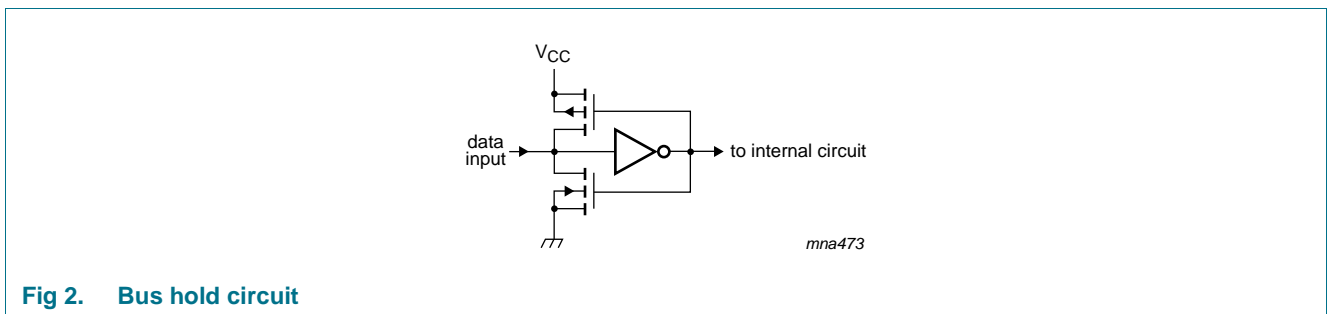 VCC
data
input
to internal circuit
mna473
Fig 2. Bus hold circuit